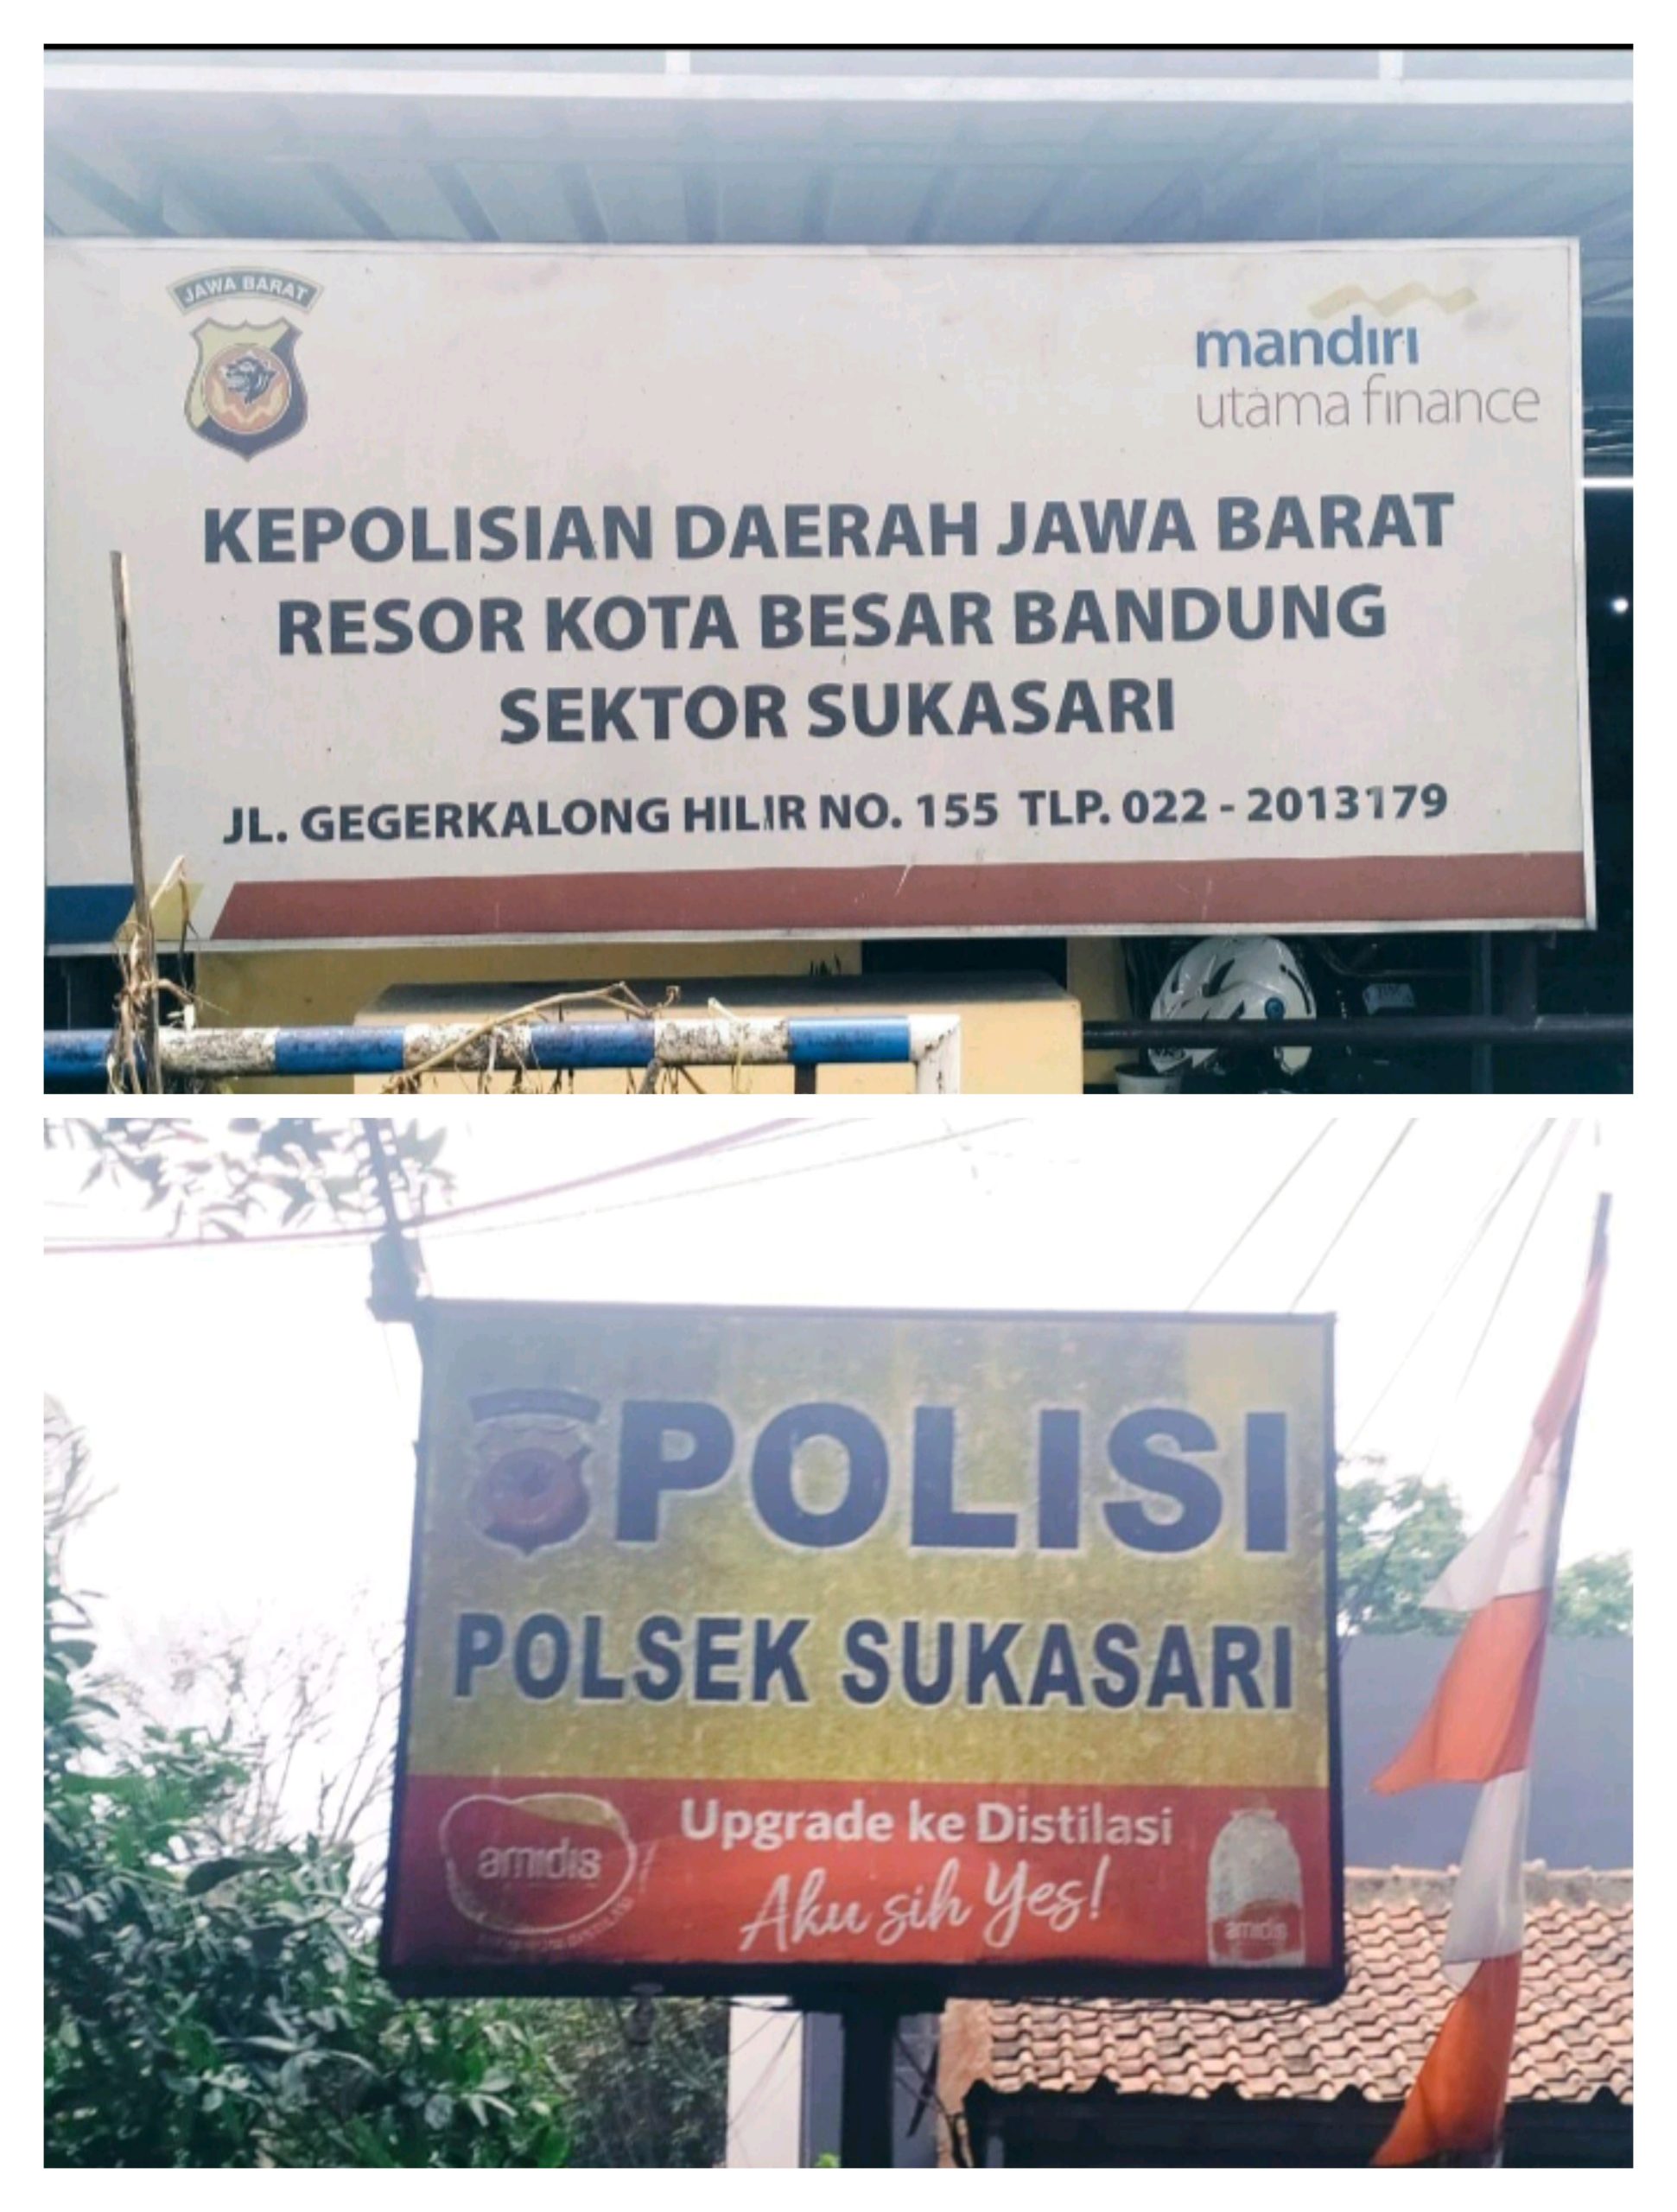 JAWA BARAT
mandiri
utama finance
KEPOLISIAN DAERAH JAWA BARAT
RESOR KOTA BESAR BANDUNG
SEKTOR SUKASARI
JL. GEGERKALONG HILIR NO. 155 TLP. 022 - 2013179
POLISI
POLSEK SUKASARI
amidis
Upgrade ke Distilasi
Aku sih Yes!
amidis